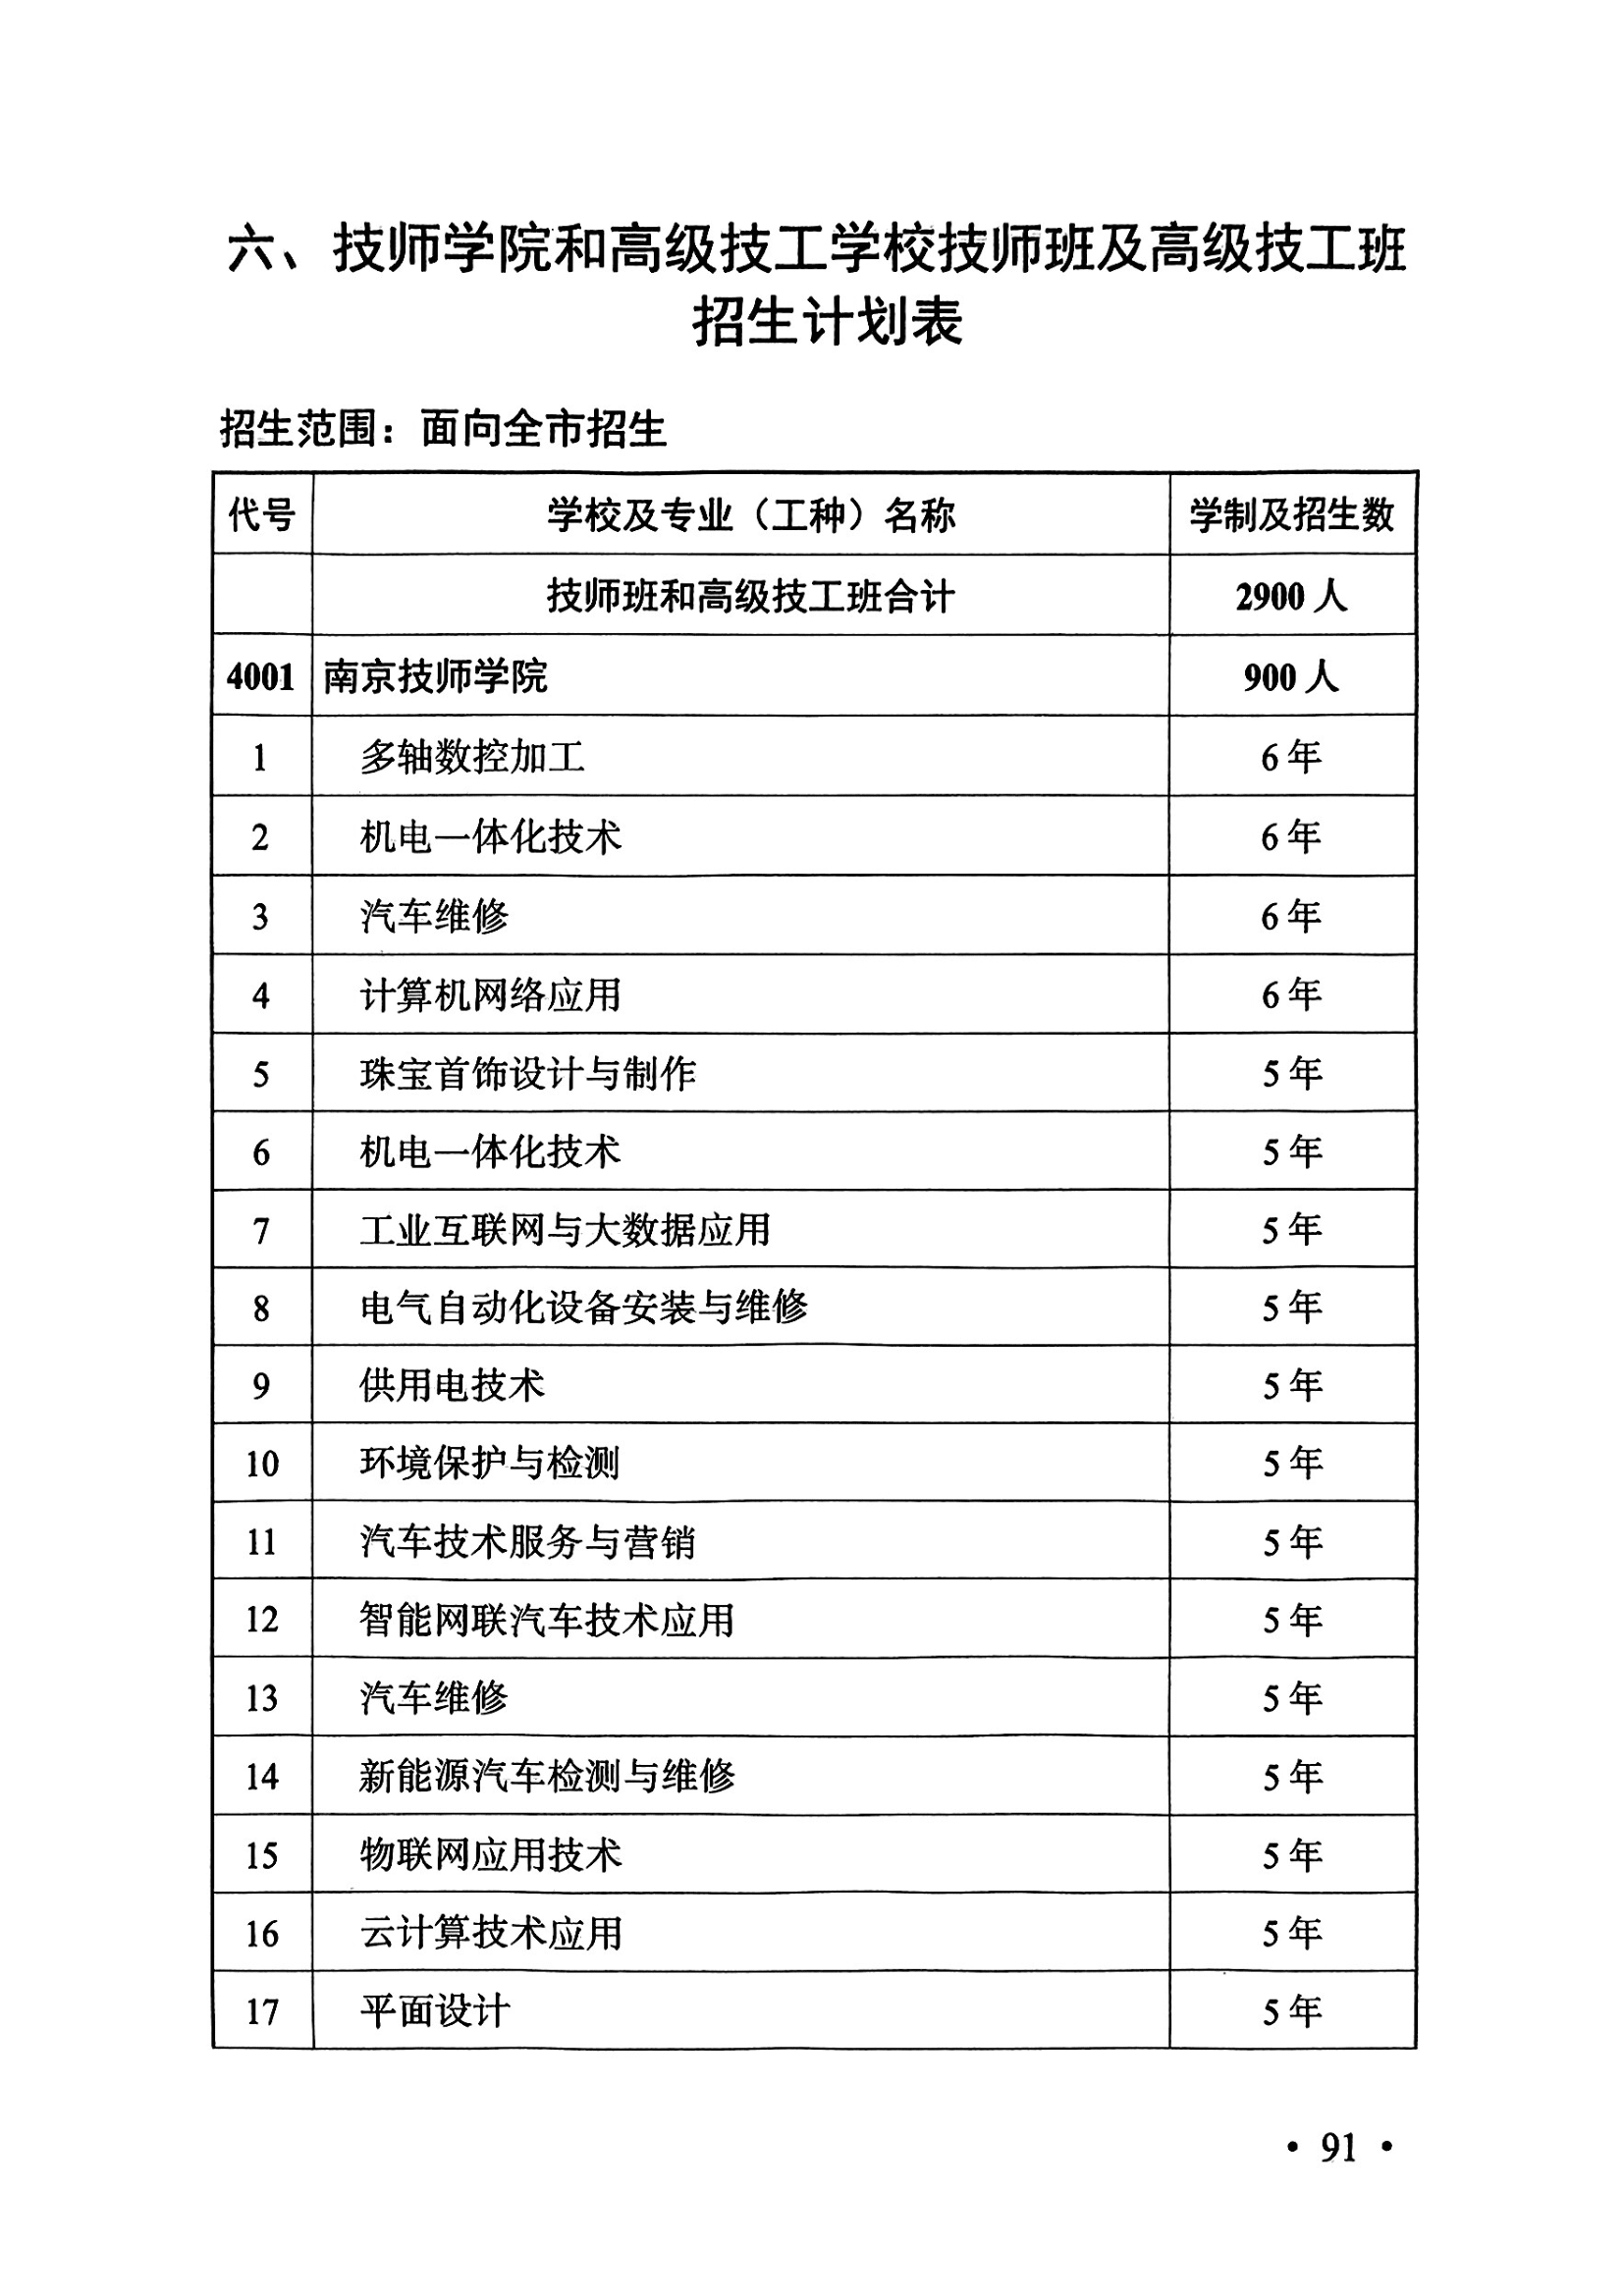 六、技师学院和高级技工学校技师班及高级技工班
招生计划表
招生范围：面向全市招生
代号 学校及专业（工种）名称 学制及招生数
技师班和高级技工班合计 2900 人
4001 南京技师学院 900 人
1 多轴数控加工 6 年
2 机电一体化技术 6 年
3 汽车维修 6 年
4 计算机网络应用 6 年
5 珠宝首饰设计与制作 5 年
6 机电一体化技术 5 年
7 工业互联网与大数据应用 5 年
8 电气自动化设备安装与维修 5 年
9 供用电技术 5 年
10 环境保护与检测 5 年
11 汽车技术服务与营销 5 年
12 智能网联汽车技术应用 5 年
13 汽车维修 5 年
14 新能源汽车检测与维修 5 年
15 物联网应用技术 5 年
16 云计算技术应用 5 年
17 平面设计 5 年
· 91 ·